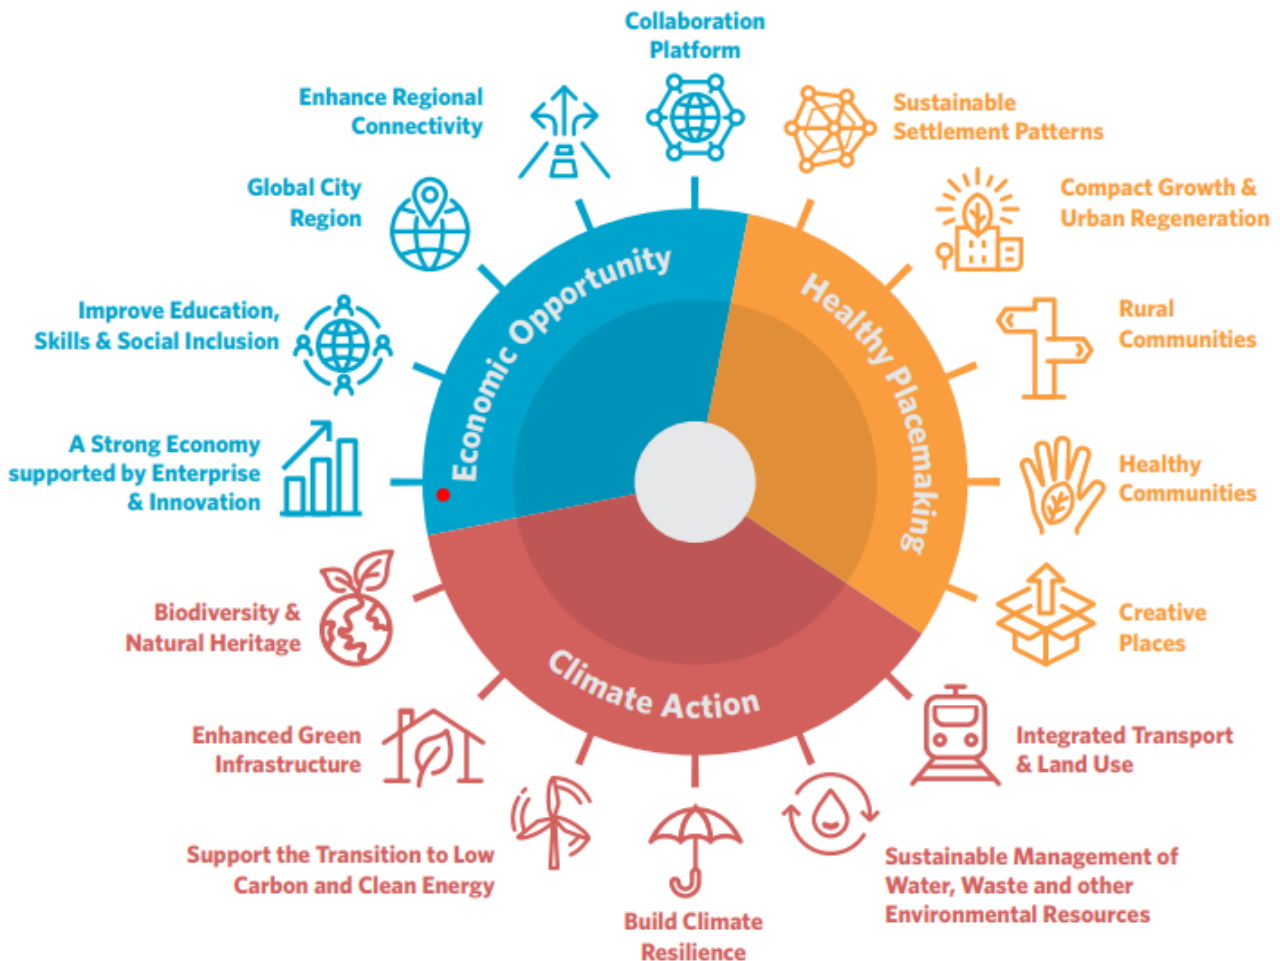 Collaboration
Platform
Enhance Regional
Connectivity
Sustainable
Settlement Patterns
Global City
Region
Compact Growth &
Urban Regeneration
Improve Education,
Skills & Social Inclusion
Rural
Communities
Economic Opportunity
Healthy Placemaking
A Strong Economy
supported by Enterprise
& Innovation
Healthy
Communities
Biodiversity &
Natural Heritage
Creative
Places
Climate Action
Enhanced Green
Infrastructure
Integrated Transport
& Land Use
Support the Transition to Low
Carbon and Clean Energy
Sustainable Management of
Water, Waste and other
Environmental Resources
Build Climate
Resilience